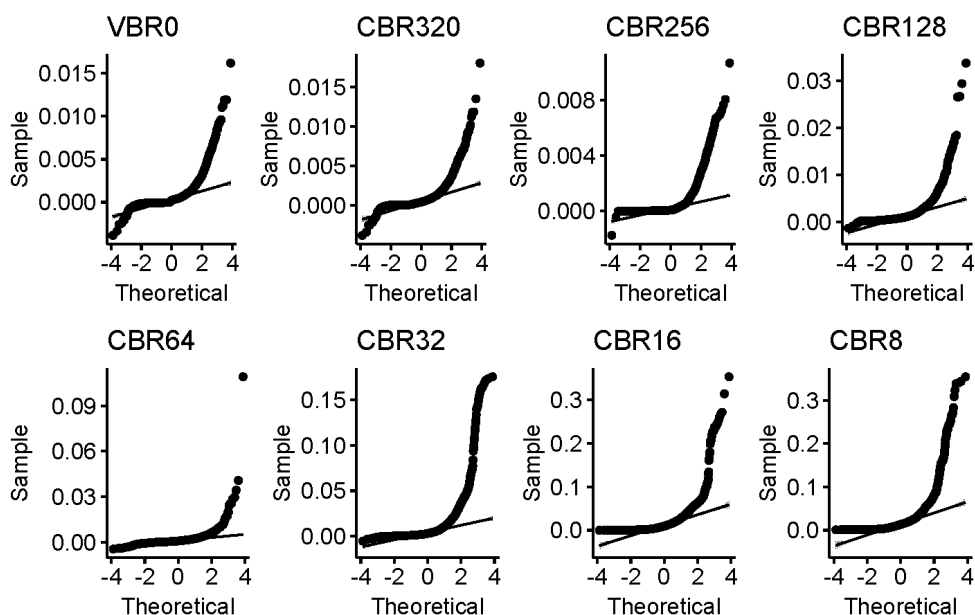 VBR0 CBR320 CBR256 CBR128
0.015 0.015 0.008 0.03
0.010 0.010 0.004 0.02
0.005 0.005 0.000 0.01
0.000 0.000 0.00
Sample Sample Sample Sample
-4 -2 0 2 4 -4 -2 0 2 4 -4 -2 0 2 4 -4 -2 0 2 4
Theoretical Theoretical Theoretical Theoretical
CBR64 CBR32 CBR16 CBR8
0.09 0.15 0.3 0.3
0.06 0.10 0.2 0.2
0.03 0.05 0.1 0.1
0.00 0.00 0.0 0.0
Sample Sample Sample Sample
-4 -2 0 2 4 -4 -2 0 2 4 -4 -2 0 2 4 -4 -2 0 2 4
Theoretical Theoretical Theoretical Theoretical